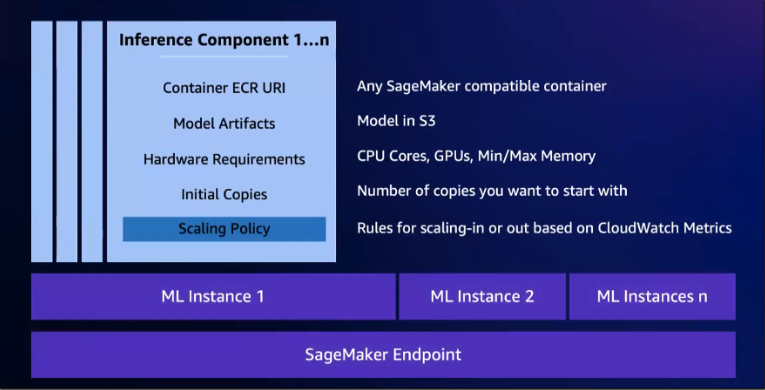 Inference Component 1...n
Container ECR URI
Any SageMaker compatible container
Model Artifacts
Model in S3
Hardware Requirements
CPU Cores, GPUs, Min/Max Memory
Initial Copies
Number of copies you want to start with
Scaling Policy
Rules for scaling-in or out based on CloudWatch Metrics
ML Instance 1
ML Instance 2
ML Instances n
SageMaker Endpoint